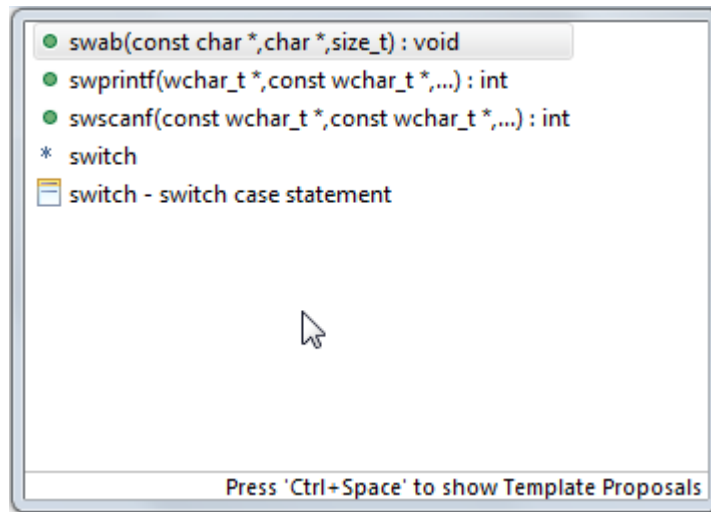 swab(const char *,char *,size_t) : void
swprintf(wchar_t *,const wchar_t *,...) : int
swscanf(const wchar_t *,const wchar_t *,...) : int
* switch
switch - switch case statement
Press 'Ctrl+Space' to show Template Proposals